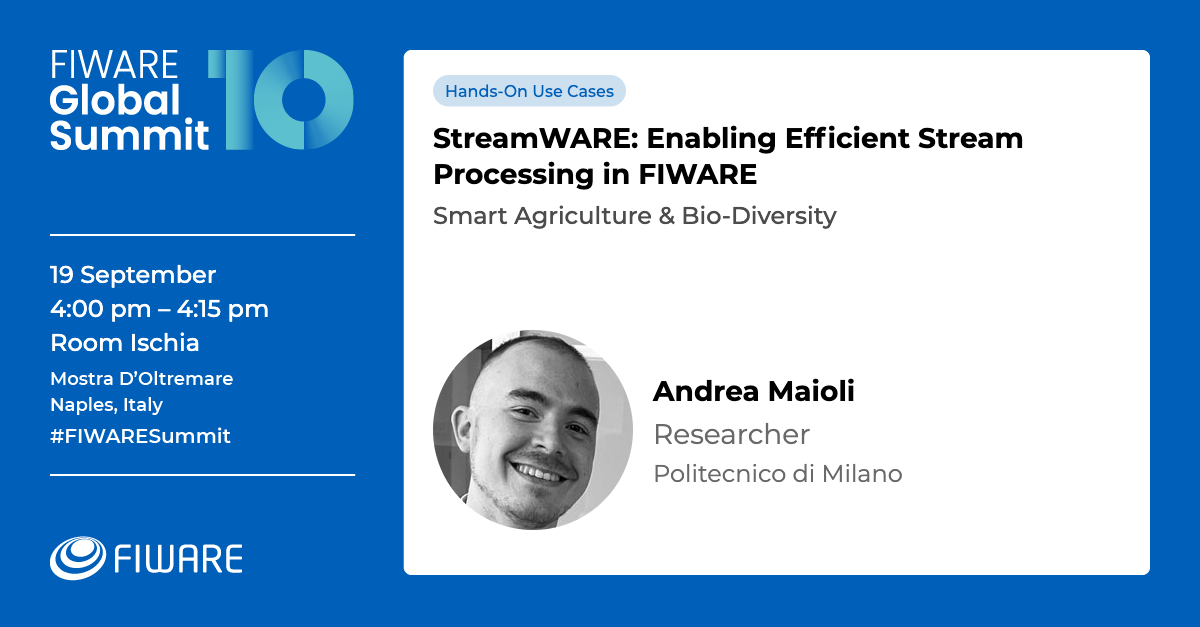 FIWARE
Global
Summit 10
19 September
4:00 pm – 4:15 pm
Room Ischia
Mostra D’Oltremare
Naples, Italy
#FIWARESummit
FIWARE
Hands-On Use Cases
StreamWARE: Enabling Efficient Stream
Processing in FIWARE
Smart Agriculture & Bio-Diversity
Andrea Maioli
Researcher
Politecnico di Milano